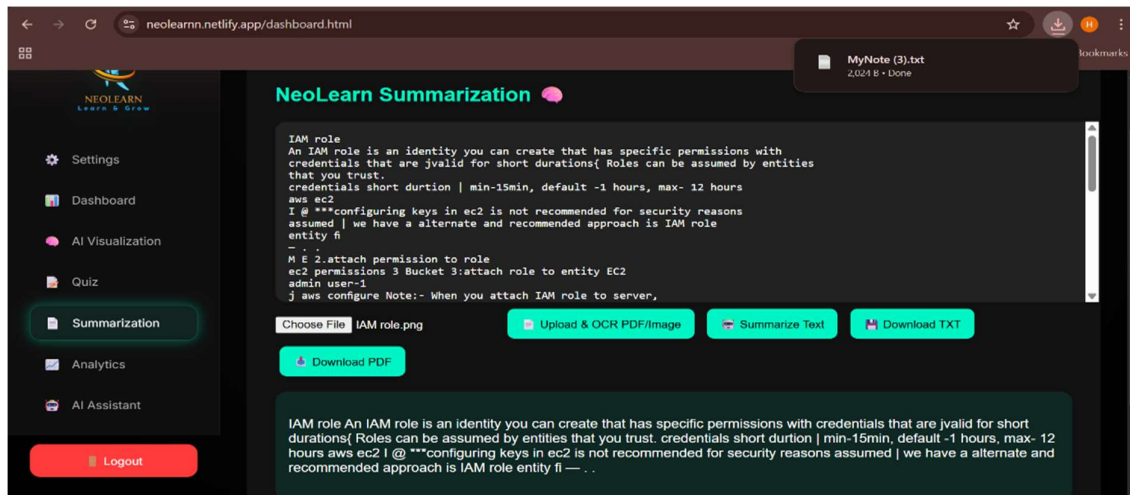 neolearnn.netlify.app/dashboard.html
H
Bookmarks
MyNote (3).txt
2,024 B • Done
NEOLEARN
Learn & Grow
Settings
Dashboard
AI Visualization
Quiz
Summarization
Analytics
AI Assistant
Logout
NeoLearn Summarization
IAM role
An IAM role is an identity you can create that has specific permissions with
credentials that are jvalid for short durations{ Roles can be assumed by entities
that you trust.
credentials short durtion | min-15min, default -1 hours, max- 12 hours
aws ec2
I @ ***configuring keys in ec2 is not recommended for security reasons
assumed | we have a alternate and recommended approach is IAM role
entity fi
— . .
M E 2.attach permission to role
ec2 permissions 3 Bucket 3:attach role to entity EC2
admin user-1
j aws configure Note:- When you attach IAM role to server,
Choose File IAM role.png
Upload & OCR PDF/Image
Summarize Text
Download TXT
Download PDF
IAM role An IAM role is an identity you can create that has specific permissions with credentials that are jvalid for short
durations{ Roles can be assumed by entities that you trust. credentials short durtion | min-15min, default -1 hours, max- 12
hours aws ec2 I @ ***configuring keys in ec2 is not recommended for security reasons assumed | we have a alternate and
recommended approach is IAM role entity fi — . .